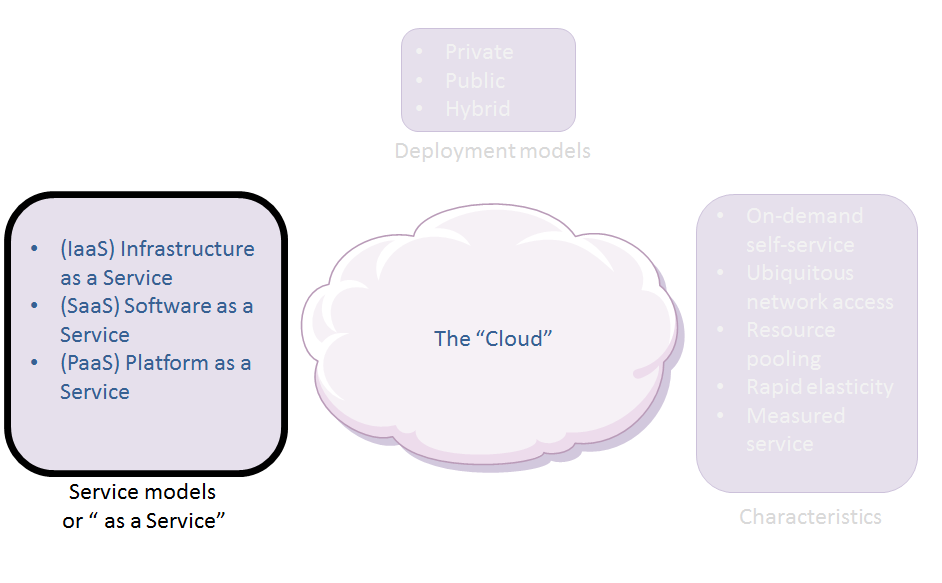 • Private
• Public
• Hybrid
Deployment models
• (IaaS) Infrastructure
as a Service
• (SaaS) Software as a
Service
• (PaaS) Platform as a
Service
Service models
or “ as a Service”
The “Cloud”
• On-demand
self-service
• Ubiquitous
network access
• Resource
pooling
• Rapid elasticity
• Measured
service
Characteristics